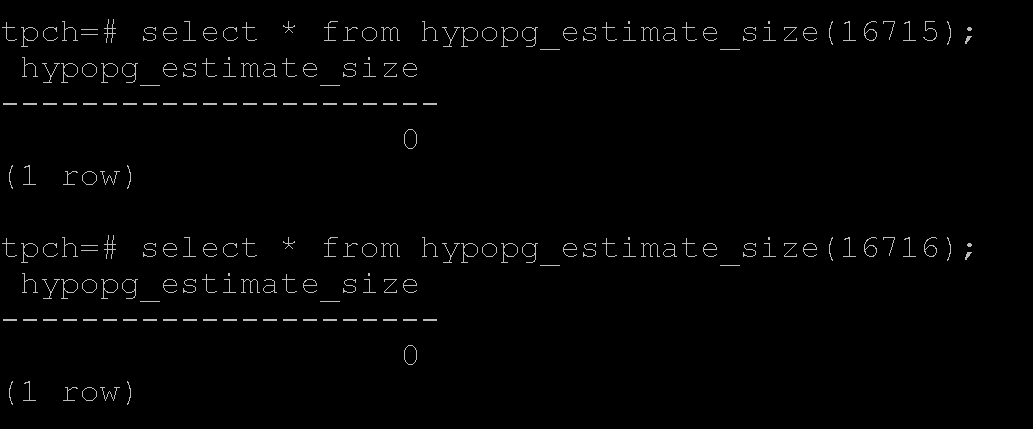 tpch=# select * from hypopg_estimate_size(16715);
 hypopg_estimate_size
----------------------
                    0
(1 row)

tpch=# select * from hypopg_estimate_size(16716);
 hypopg_estimate_size
----------------------
                    0
(1 row)